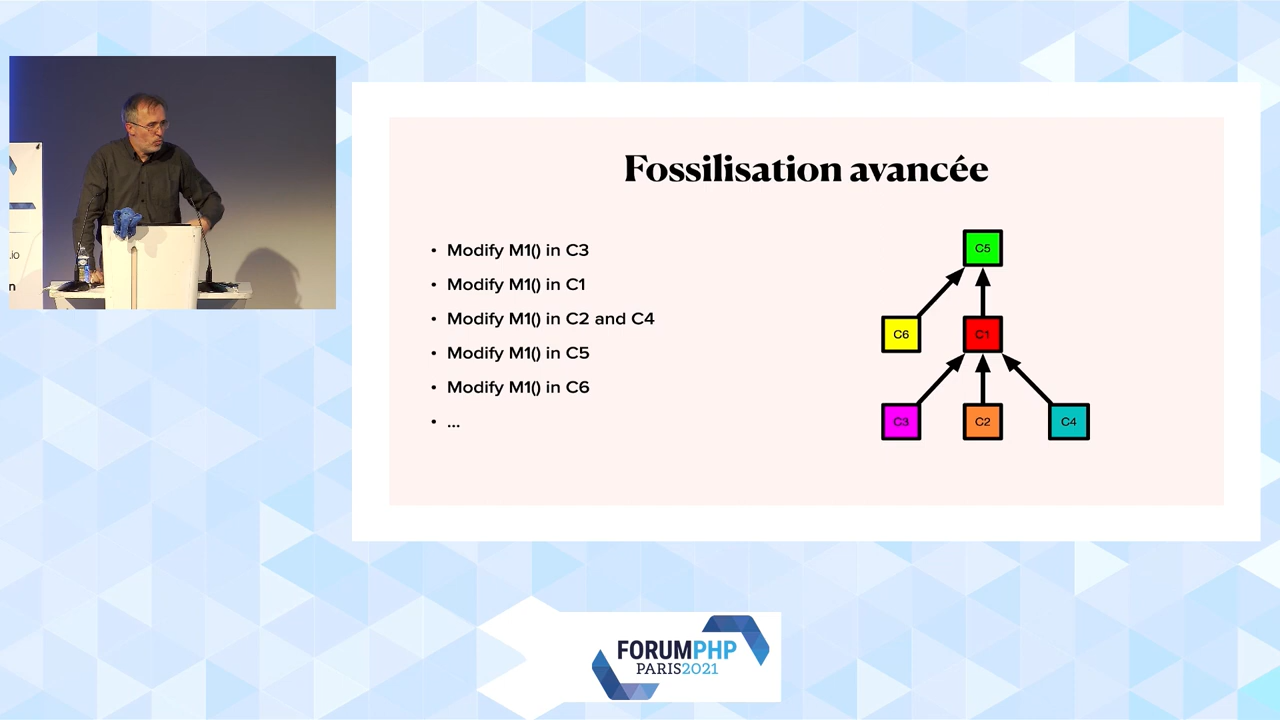 Fossilisation avancée
• Modify M1() in C3
• Modify M1() in C1
• Modify M1() in C2 and C4
• Modify M1() in C5
• Modify M1() in C6
• ...
C5
C6
C1
C3
C2
C4
.io
n
FORUMPHP
PARIS2021